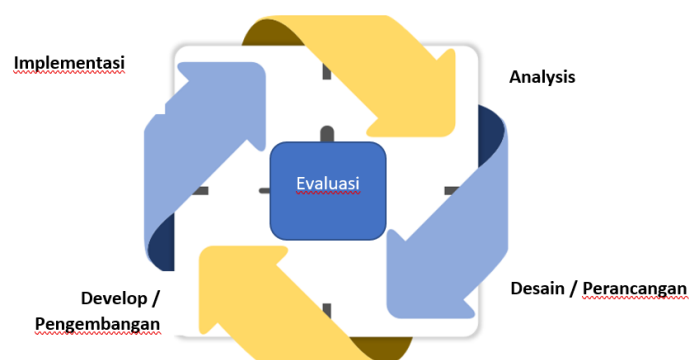 Implementasi
Analysis
Evaluasi
Desain / Perancangan
Develop /
Pengembangan